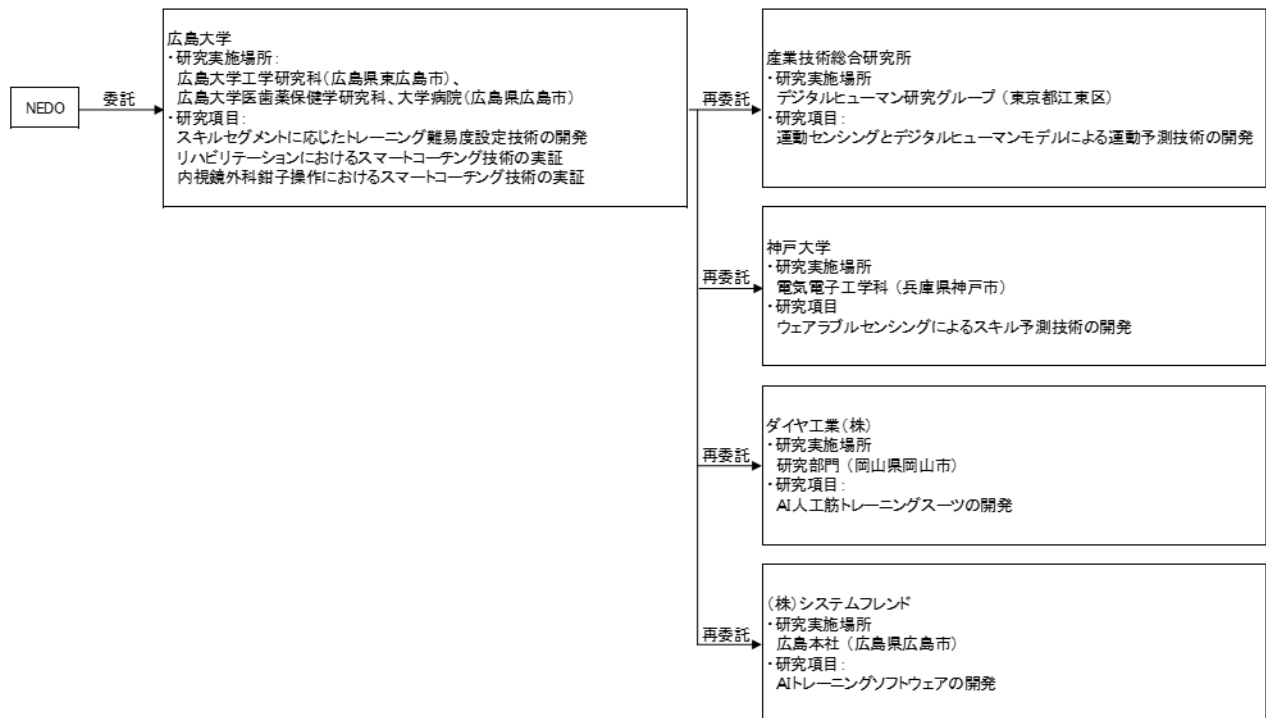 NEDO
委託
広島大学
・研究実施場所:
広島大学工学研究科(広島県東広島市)、
広島大学医歯薬保健学研究科、大学病院(広島県広島市)
・研究項目:
スキルセグメントに応じたトレーニング難易度設定技術の開発
リハビリテーションにおけるスマートコーチング技術の実証
内視鏡外科鉗子操作におけるスマートコーチング技術の実証
再委託
産業技術総合研究所
・研究実施場所
デジタルヒューマン研究グループ (東京都江東区)
・研究項目:
運動センシングとデジタルヒューマンモデルによる運動予測技術の開発
再委託
神戸大学
・研究実施場所
電気電子工学科 (兵庫県神戸市)
・研究項目
ウェアラブルセンシングによるスキル予測技術の開発
再委託
ダイヤ工業(株)
・研究実施場所
研究部門 (岡山県岡山市)
・研究項目:
AI人工筋トレーニングスーツの開発
再委託
(株)システムフレンド
・研究実施場所
広島本社 (広島県広島市)
・研究項目:
AIトレーニングソフトウェアの開発